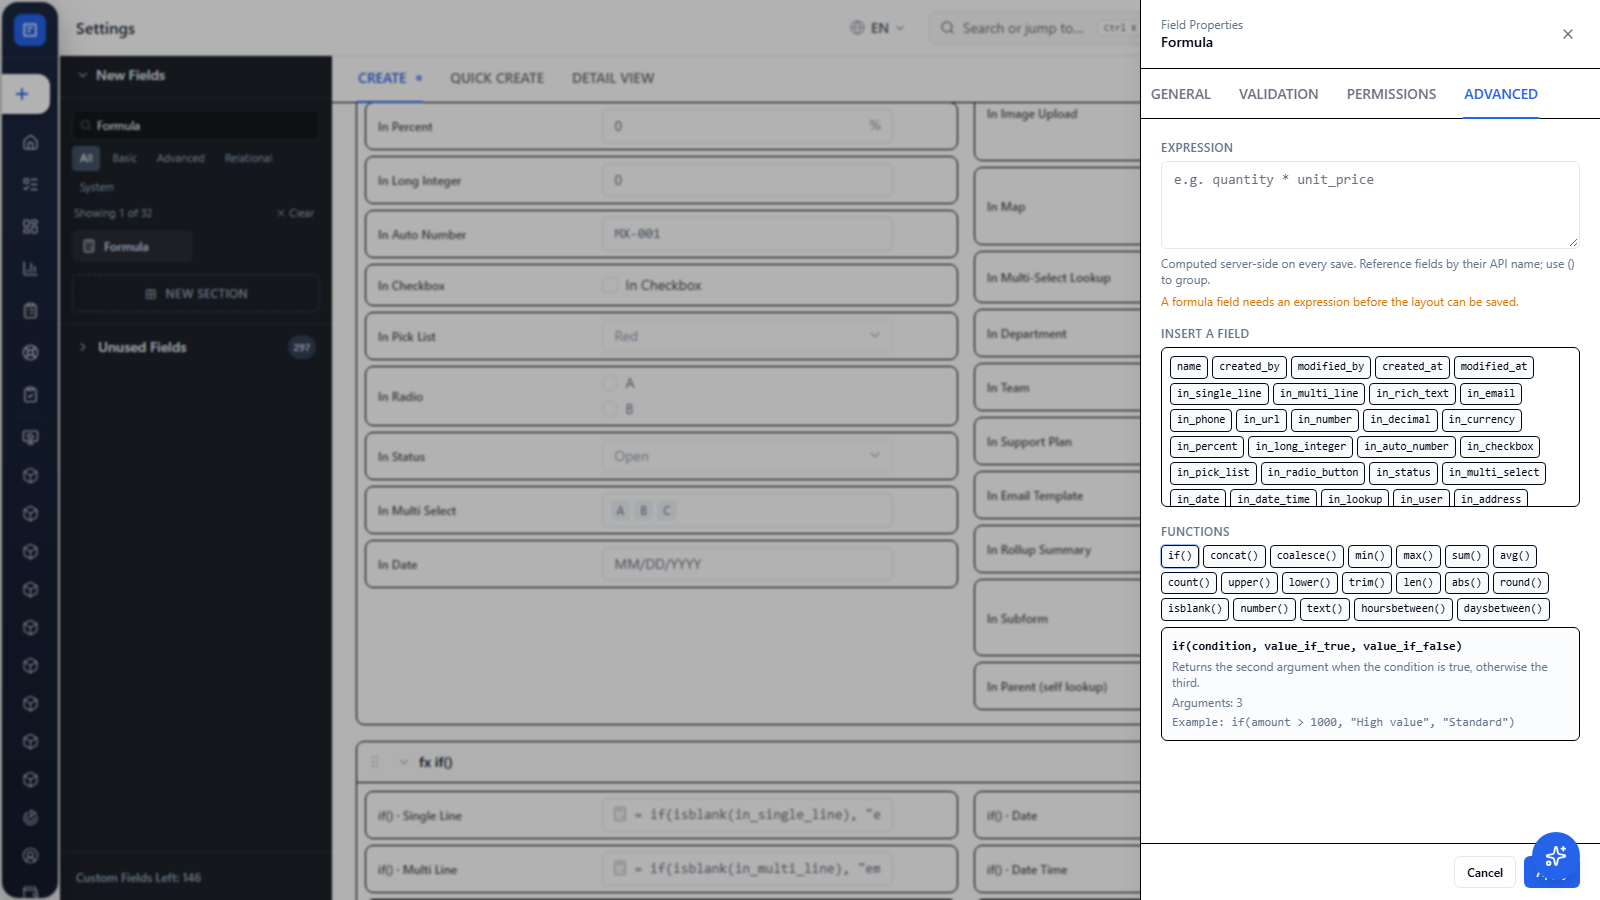 Settings
EN
Search or jump to...
Ctrl K
New Fields
Formula
All
Basic
Advanced
Relational
System
Showing 1 of 32
Clear
Formula
NEW SECTION
Unused Fields
297
Custom Fields Left: 146
CREATE
QUICK CREATE
DETAIL VIEW
In Percent
0
%
In Long Integer
0
In Auto Number
MX-001
In Checkbox
In Checkbox
In Pick List
Red
In Radio
A
B
In Status
Open
In Multi Select
A
B
C
In Date
MM/DD/YYYY
In Image Upload
In Map
In Multi-Select Lookup
In Department
In Team
In Support Plan
In Email Template
In Rollup Summary
In Subform
In Parent (self lookup)
fx if()
if() - Single Line
= if(isblank(in_single_line), "e
if() - Date
if() - Multi Line
= if(isblank(in_multi_line), "em
if() - Date Time
Field Properties
Formula
GENERAL
VALIDATION
PERMISSIONS
ADVANCED
EXPRESSION
e.g. quantity * unit_price
Computed server-side on every save. Reference fields by their API name; use ()
to group.
A formula field needs an expression before the layout can be saved.
INSERT A FIELD
name created_by modified_by created_at modified_at
in_single_line in_multi_line in_rich_text in_email
in_phone in_url in_number in_decimal in_currency
in_percent in_long_integer in_auto_number in_checkbox
in_pick_list in_radio_button in_status in_multi_select
in_date in_date_time in_lookup in_user in_address
FUNCTIONS
if() concat() coalesce() min() max() sum() avg()
count() upper() lower() trim() len() abs() round()
isblank() number() text() hoursbetween() daysbetween()
if(condition, value_if_true, value_if_false)
Returns the second argument when the condition is true, otherwise the
third.
Arguments: 3
Example: if(amount > 1000, "High value", "Standard")
Cancel